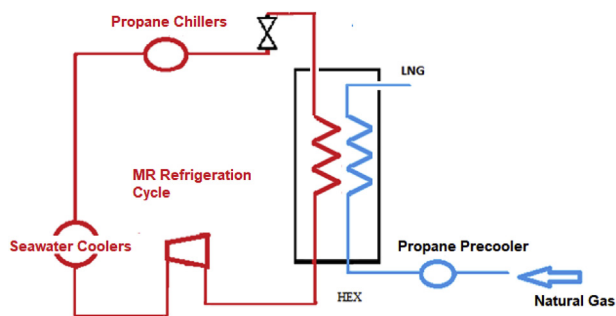 Propane Chillers
LNG
MR Refrigeration
Cycle
Seawater Coolers
Propane Precooler
HEX
Natural Gas